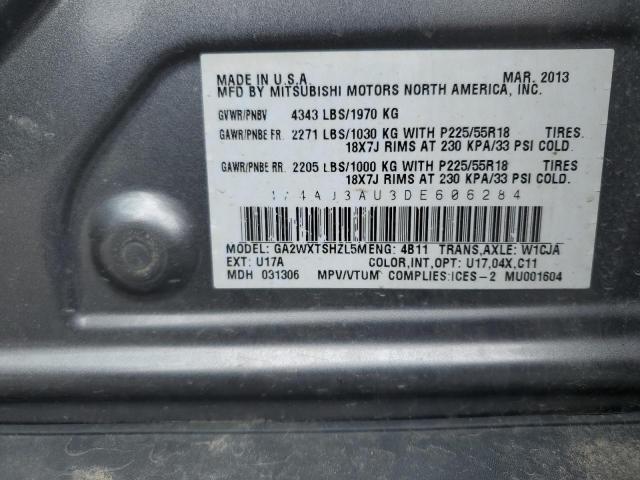 MADE IN U.S.A. MAR. 2013
MFD BY MITSUBISHI MOTORS NORTH AMERICA, INC.
GVWR/PNBV 4343 LBS/1970 KG
GAWR/PNBE FR. 2271 LBS/1030 KG WITH P225/55R18 TIRES.
18X7J RIMS AT 230 KPA/33 PSI COLD.
GAWR/PNBE RR. 2205 LBS/1000 KG WITH P225/55R18 TIRES.
18X7J RIMS AT 230 KPA/33 PSI COLD.
MODEL: GA2WXTSHZL5M ENG: 4B11 TRANS,AXLE: W1CJA
EXT: U17A COLOR,INT,OPT: U17,04X,C11
MDH 031306 MPV/VTUM COMPLIES:ICES-2 MU001604